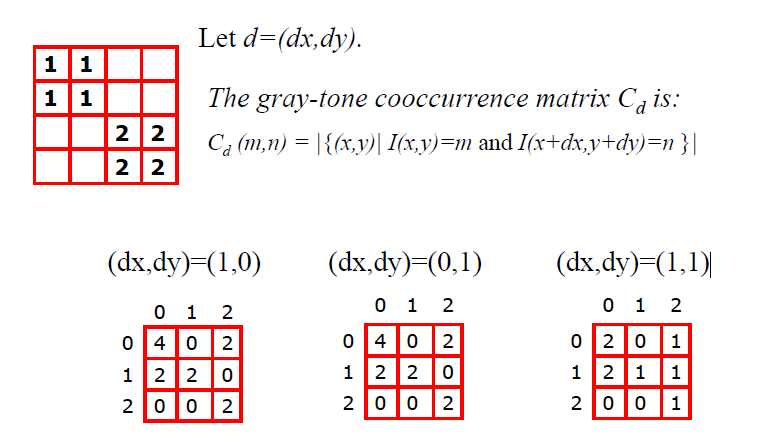 Let d=(dx,dy).
1 1
1 1
2 2
2 2
The gray-tone cooccurrence matrix Cd is:
Cd (m,n) = |{(x,y)| I(x,y)=m and I(x+dx,y+dy)=n }|
(dx,dy)=(1,0) (dx,dy)=(0,1) (dx,dy)=(1,1)|
0 1 2 0 1 2 0 1 2
0 4 0 2 0 4 0 2 0 2 0 1
1 2 2 0 1 2 2 0 1 2 1 1
2 0 0 2 2 0 0 2 2 0 0 1